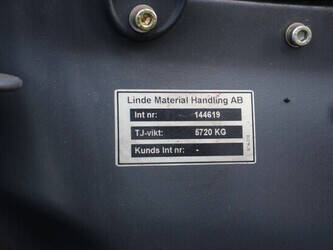 Linde Material Handling AB
Int nr: 144619
TJ-vikt: 5720 KG
Kunds Int nr: -